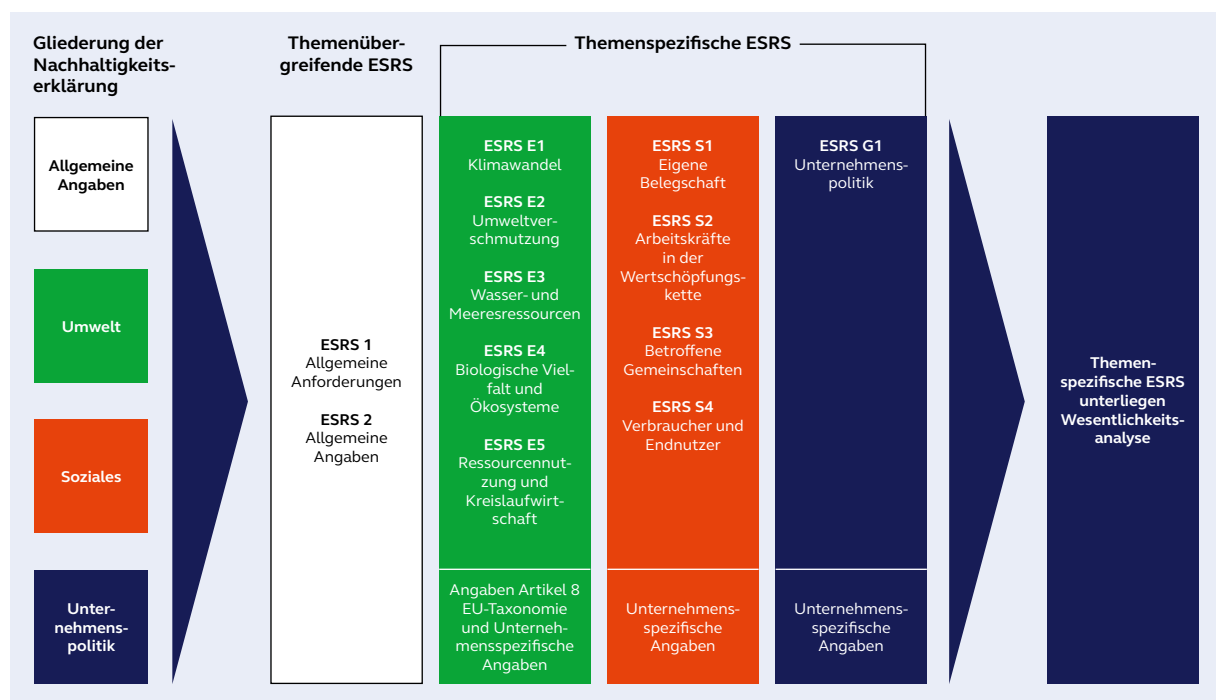 Gliederung der
Nachhaltigkeits-
erklärung
Allgemeine
Angaben
Umwelt
Soziales
Unter-
nehmens-
politik
Themenüber-
greifende ESRS
ESRS 1
Allgemeine
Anforderungen
ESRS 2
Allgemeine
Angaben
Themenspezifische ESRS
ESRS E1
Klimawandel
ESRS E2
Umweltver-
schmutzung
ESRS E3
Wasser- und
Meeresressourcen
ESRS E4
Biologische Viel-
falt und
Ökosysteme
ESRS E5
Ressourcennut-
zung und
Kreislaufwirt-
schaft
Angaben Artikel 8
EU-Taxonomie
und Unterneh-
mensspezifische
Angaben
ESRS S1
Eigene
Belegschaft
ESRS S2
Arbeitskräfte
in der
Wertschöpfungs-
kette
ESRS S3
Betroffene
Gemeinschaften
ESRS S4
Verbraucher und
Endnutzer
Unternehmens-
spezifische
Angaben
ESRS G1
Unternehmens-
politik
Unternehmens-
spezifische
Angaben
Themen-
spezifische ESRS
unterliegen
Wesentlichkeits-
analyse